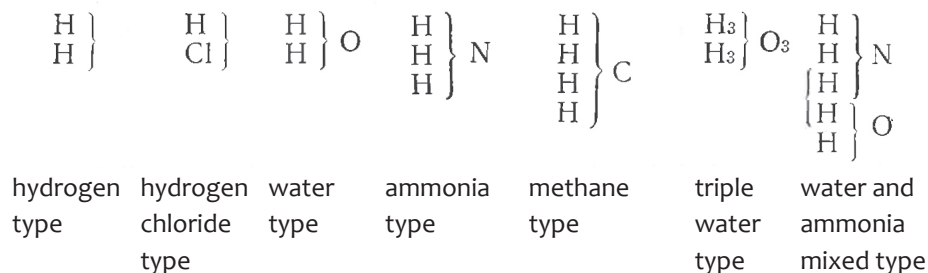 H
H
H
Cl
H
H
O
H
H
H
N
H
H
H
H
C
H₃
H₃
O₃
H
H
H
H
H
N
O
hydrogen
type
hydrogen
chloride
type
water
type
ammonia
type
methane
type
triple
water
type
water and
ammonia
mixed type